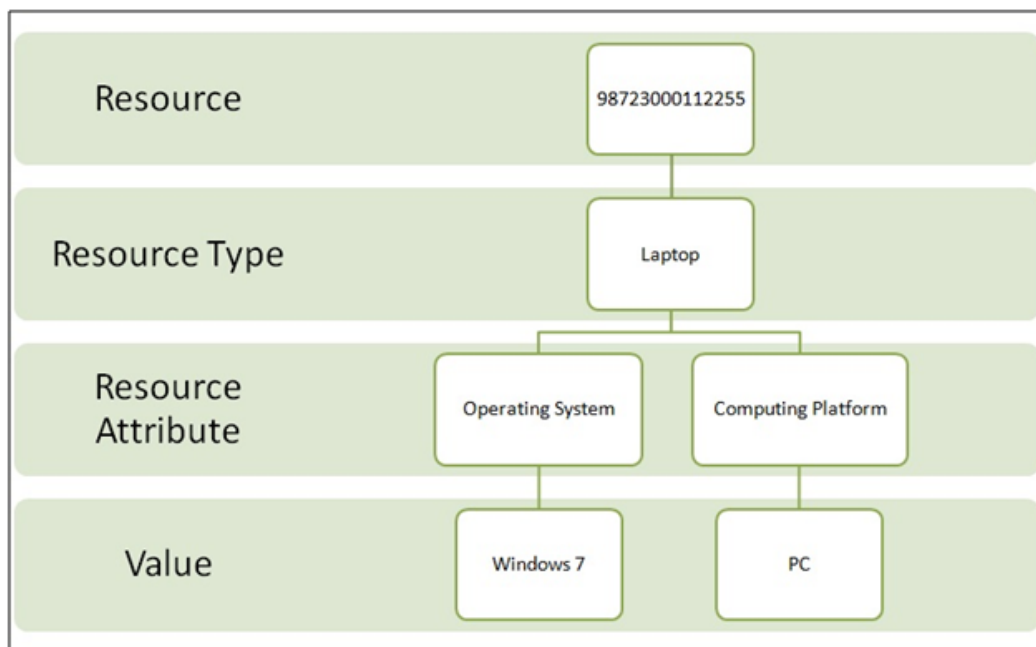 Resource
98723000112255
Resource Type
Laptop
Resource
Attribute
Operating System
Computing Platform
Value
Windows 7
PC